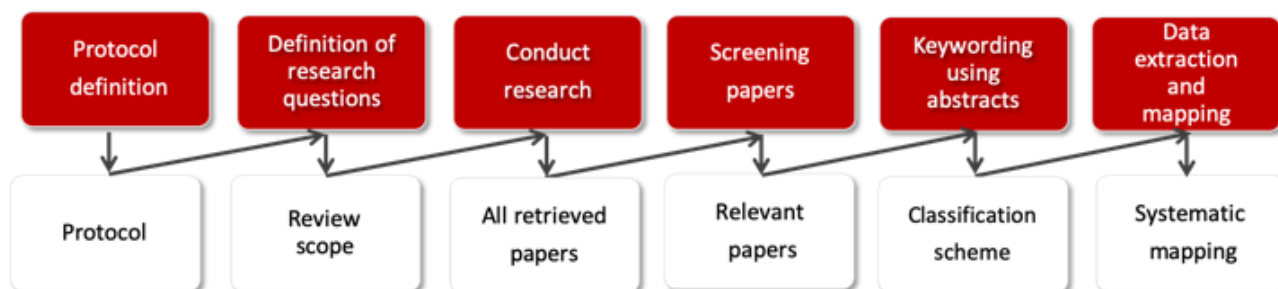 Protocol
definition
Definition of
research
questions
Conduct
research
Screening
papers
Keywording
using
abstracts
Data
extraction
and
mapping
Protocol
Review
scope
All retrieved
papers
Relevant
papers
Classification
scheme
Systematic
mapping